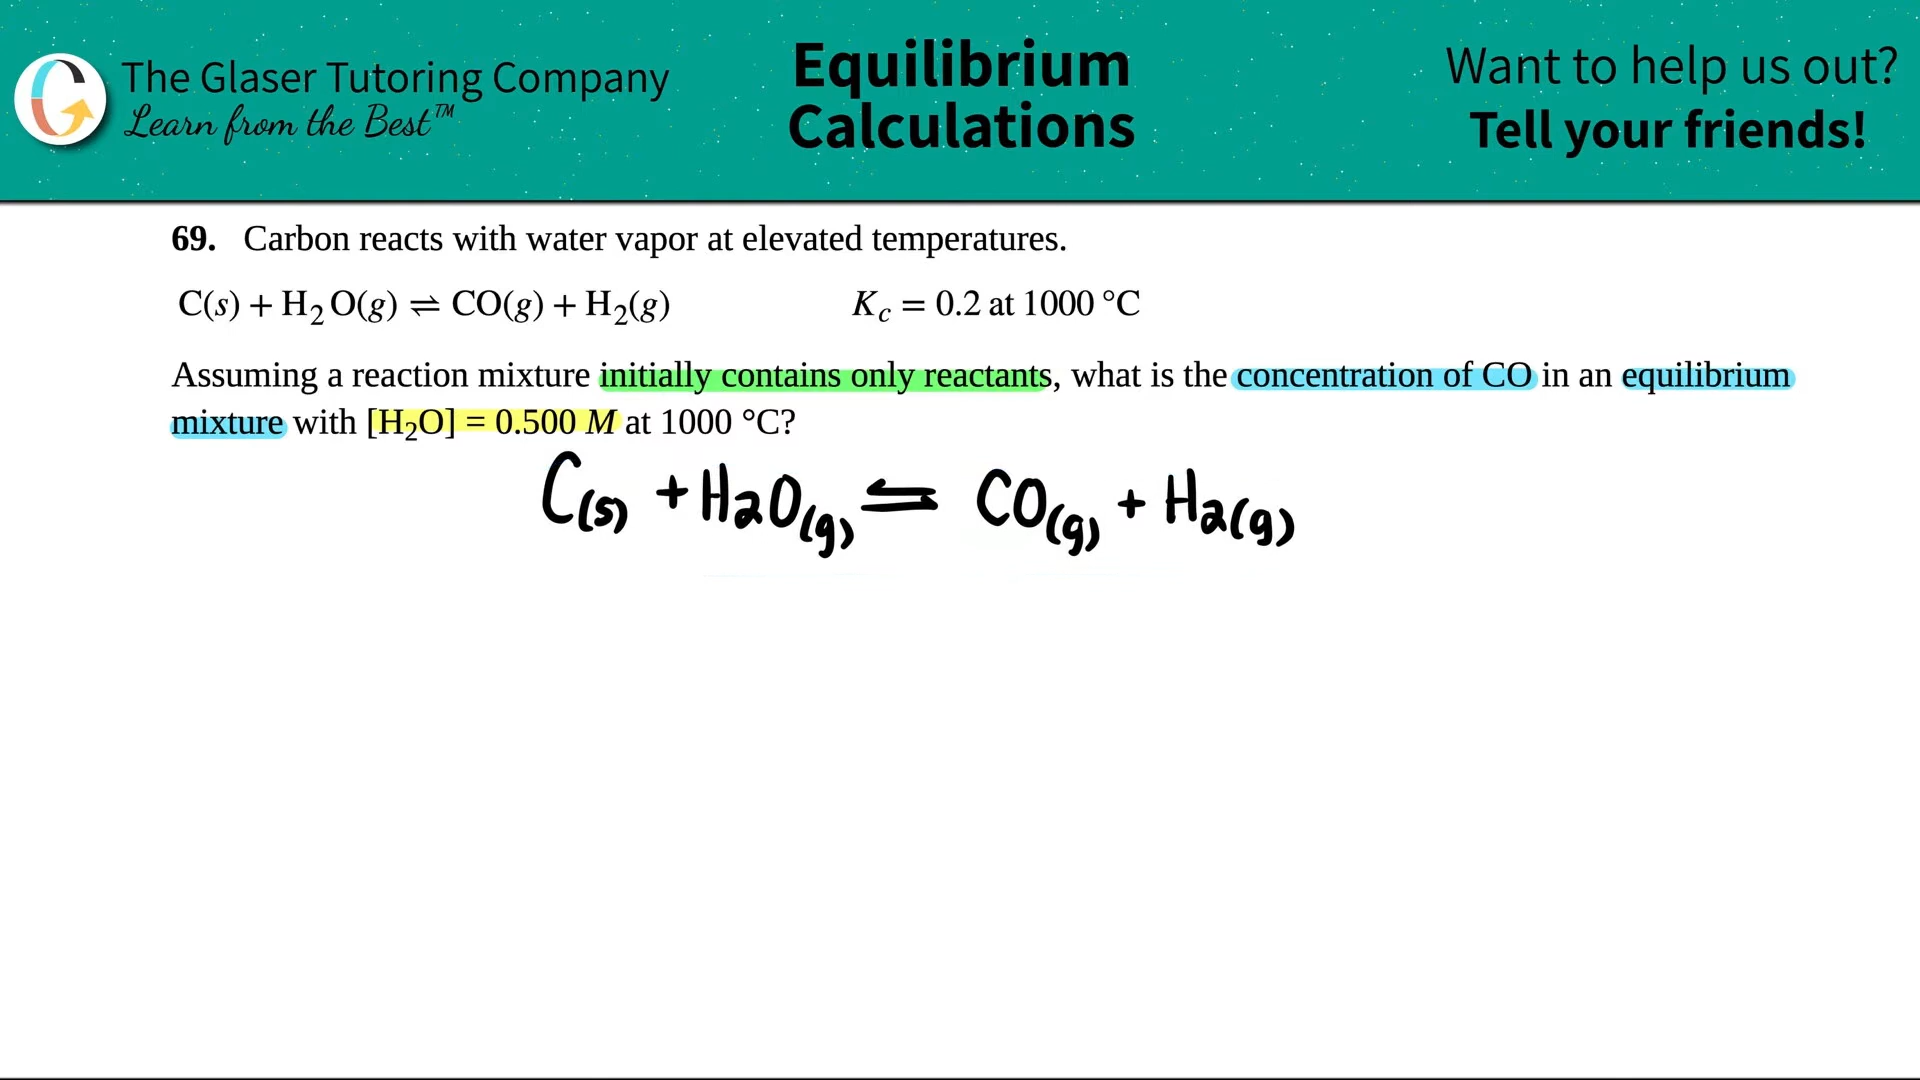 The Glaser Tutoring Company
Learn from the Best™
Equilibrium
Calculations
Want to help us out?
Tell your friends!
69. Carbon reacts with water vapor at elevated temperatures.
C(s) + H₂O(g) ⇌ CO(g) + H₂(g) K_c = 0.2 at 1000 °C
Assuming a reaction mixture initially contains only reactants, what is the concentration of CO in an equilibrium
mixture with [H₂O] = 0.500 M at 1000 °C?
C(s) + H₂O(g) ⇌ CO(g) + H₂(g)